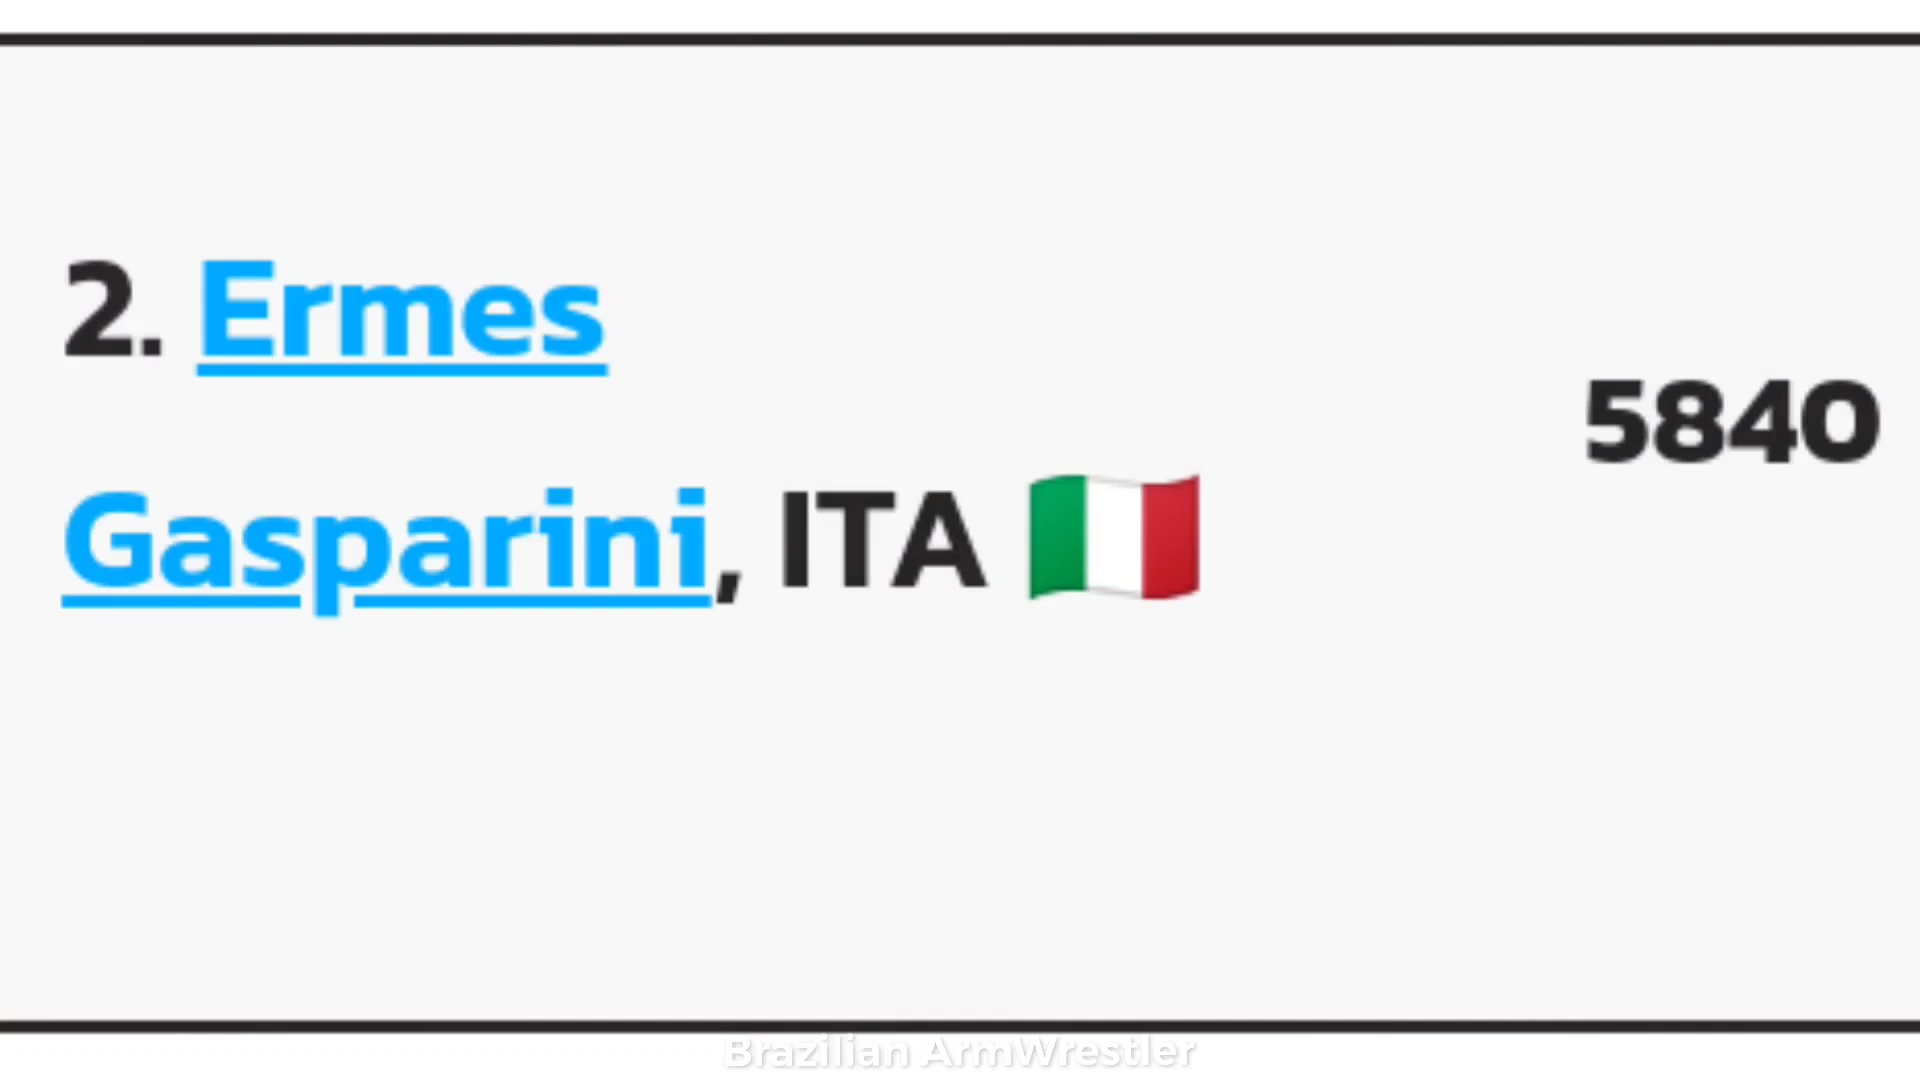 2. Ermes
Gasparini, ITA 🇮🇹
5840
Brazilian ArmWrestler